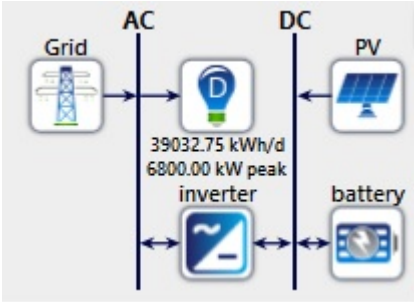 AC
DC
Grid
PV
D
39032.75 kWh/d
6800.00 kW peak
inverter
battery